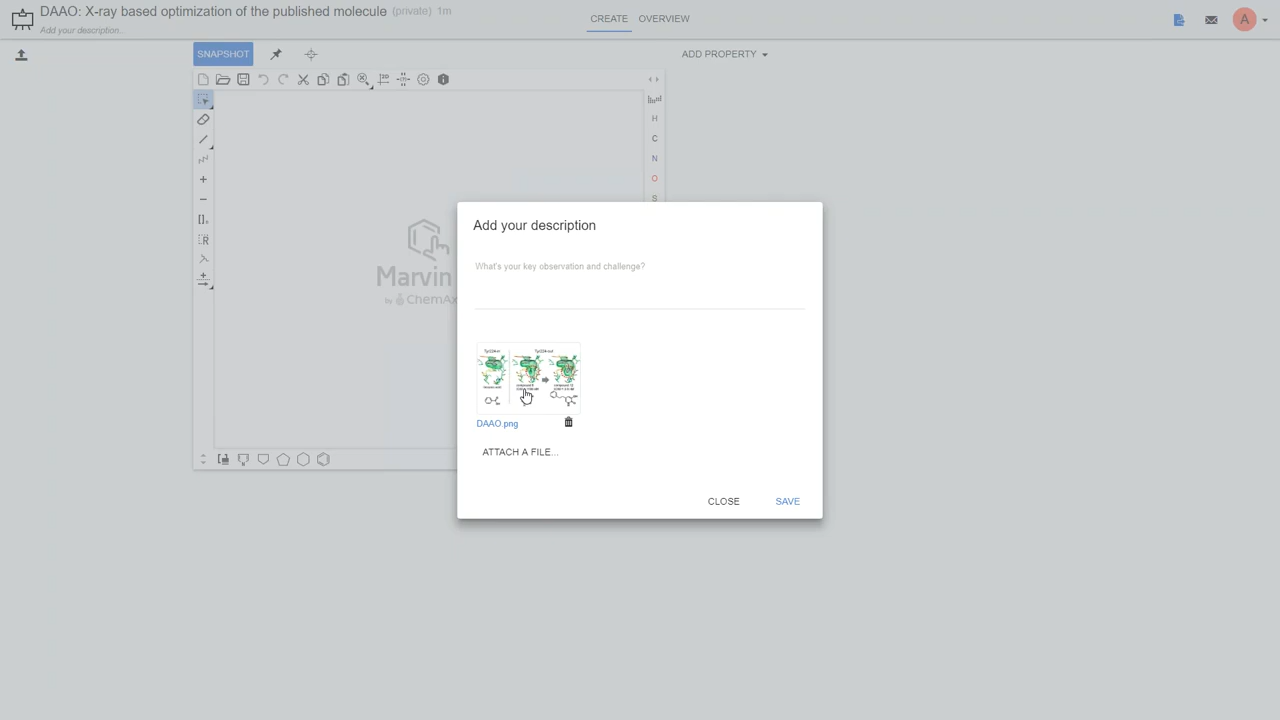 DAAO: X-ray based optimization of the published molecule (private) 1m
Add your description..
CREATE OVERVIEW
A
SNAPSHOT
ADD PROPERTY
H
C
N
O
S
Marvin
by ChemAx
Add your description
What's your key observation and challenge?
DAAO.png
ATTACH A FILE...
CLOSE SAVE